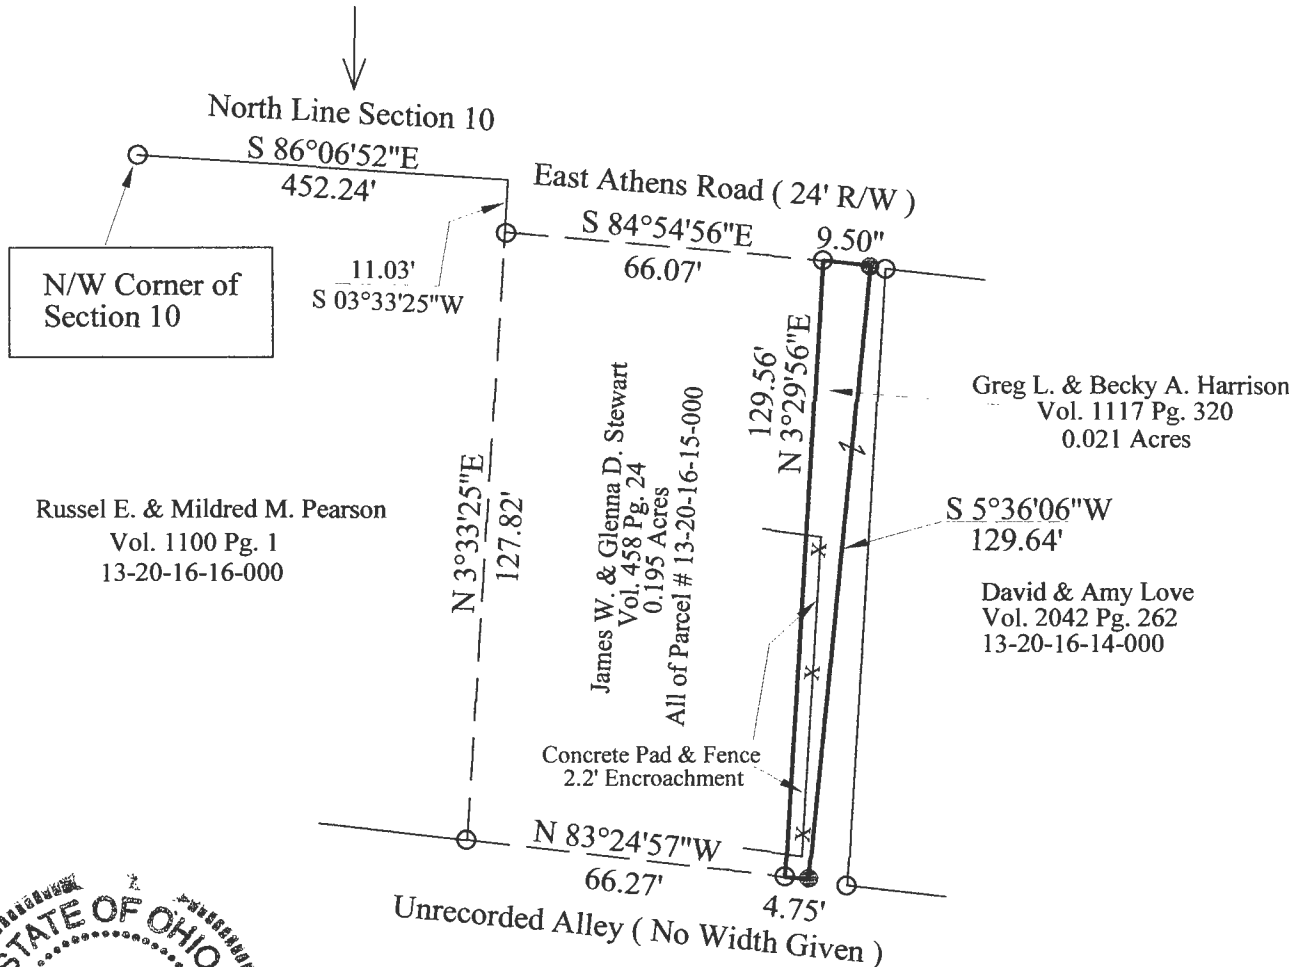 North Line Section 10
S 86°06'52"E
452.24'
East Athens Road ( 24' R/W )
S 84°54'56"E
66.07'
9.50"
N/W Corner of
Section 10
11.03'
S 03°33'25"W
129.56'
N 3°29'56"E
Greg L. & Becky A. Harrison
Vol. 1117 Pg. 320
0.021 Acres
James W. & Glenna D. Stewart
Vol. 458 Pg. 24
0.195 Acres
All of Parcel # 13-20-16-15-000
N 3°33'25"E
127.82'
Russel E. & Mildred M. Pearson
Vol. 1100 Pg. 1
13-20-16-16-000
S 5°36'06"W
129.64'
David & Amy Love
Vol. 2042 Pg. 262
13-20-16-14-000
Concrete Pad & Fence
2.2' Encroachment
N 83°24'57"W
66.27'
4.75'
Unrecorded Alley ( No Width Given )
STATE OF OHIO